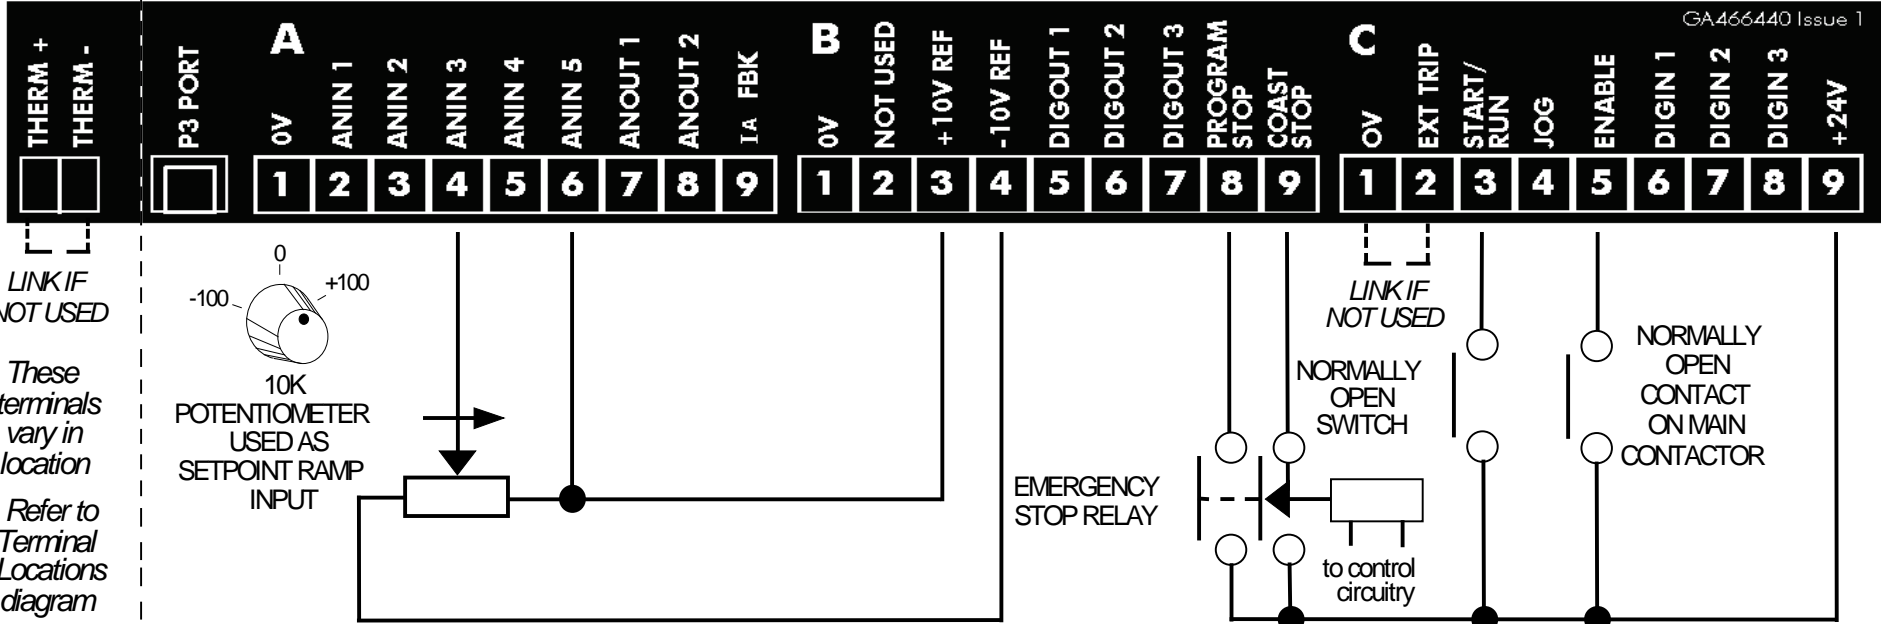 GA466440 Issue 1
THERM +
THERM -
P3 PORT
A
0V
ANIN 1
ANIN 2
ANIN 3
ANIN 4
ANIN 5
ANOUT 1
ANOUT 2
IA FBK
1 2 3 4 5 6 7 8 9
B
0V
NOT USED
+10V REF
-10V REF
DIGOUT 1
DIGOUT 2
DIGOUT 3
PROGRAM
STOP
COAST
STOP
1 2 3 4 5 6 7 8 9
C
OV
EXT TRIP
START/
RUN
JOG
ENABLE
DIGIN 1
DIGIN 2
DIGIN 3
+24V
1 2 3 4 5 6 7 8 9
LINK IF
NOT USED
These
terminals
vary in
location
Refer to
Terminal
Locations
diagram
0
-100
+100
10K
POTENTIOMETER
USED AS
SETPOINT RAMP
INPUT
EMERGENCY
STOP RELAY
to control
circuitry
LINK IF
NOT USED
NORMALLY
OPEN
SWITCH
NORMALLY
OPEN
CONTACT
ON MAIN
CONTACTOR